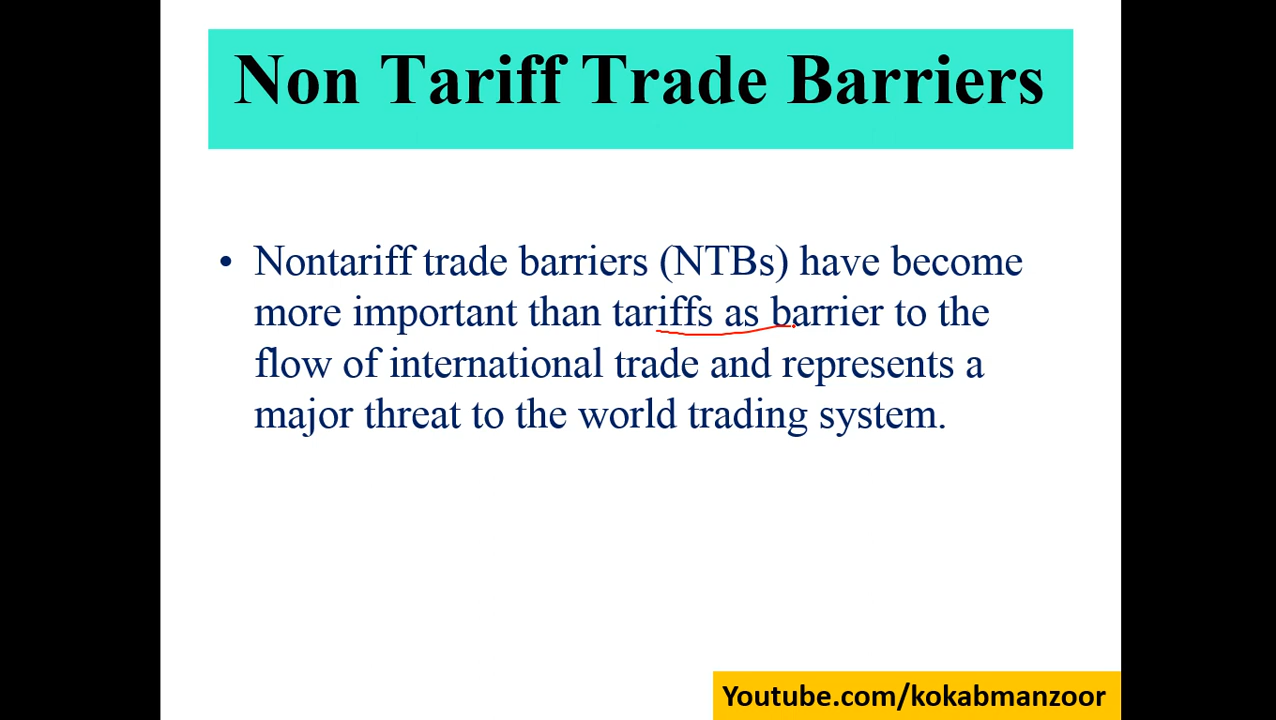 Non Tariff Trade Barriers
• Nontariff trade barriers (NTBs) have become
more important than tariffs as barrier to the
flow of international trade and represents a
major threat to the world trading system.
Youtube.com/kokabmanzoor